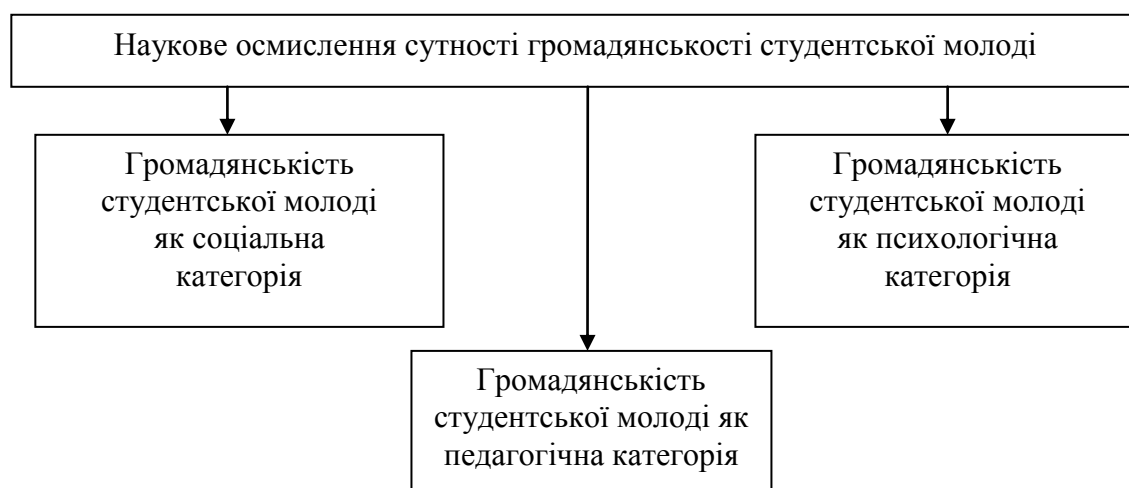 Наукове осмислення сутності громадянськості студентської молоді
Громадянськість
студентської молоді
як соціальна
категорія
Громадянськість
студентської молоді
як психологічна
категорія
Громадянськість
студентської молоді як
педагогічна категорія